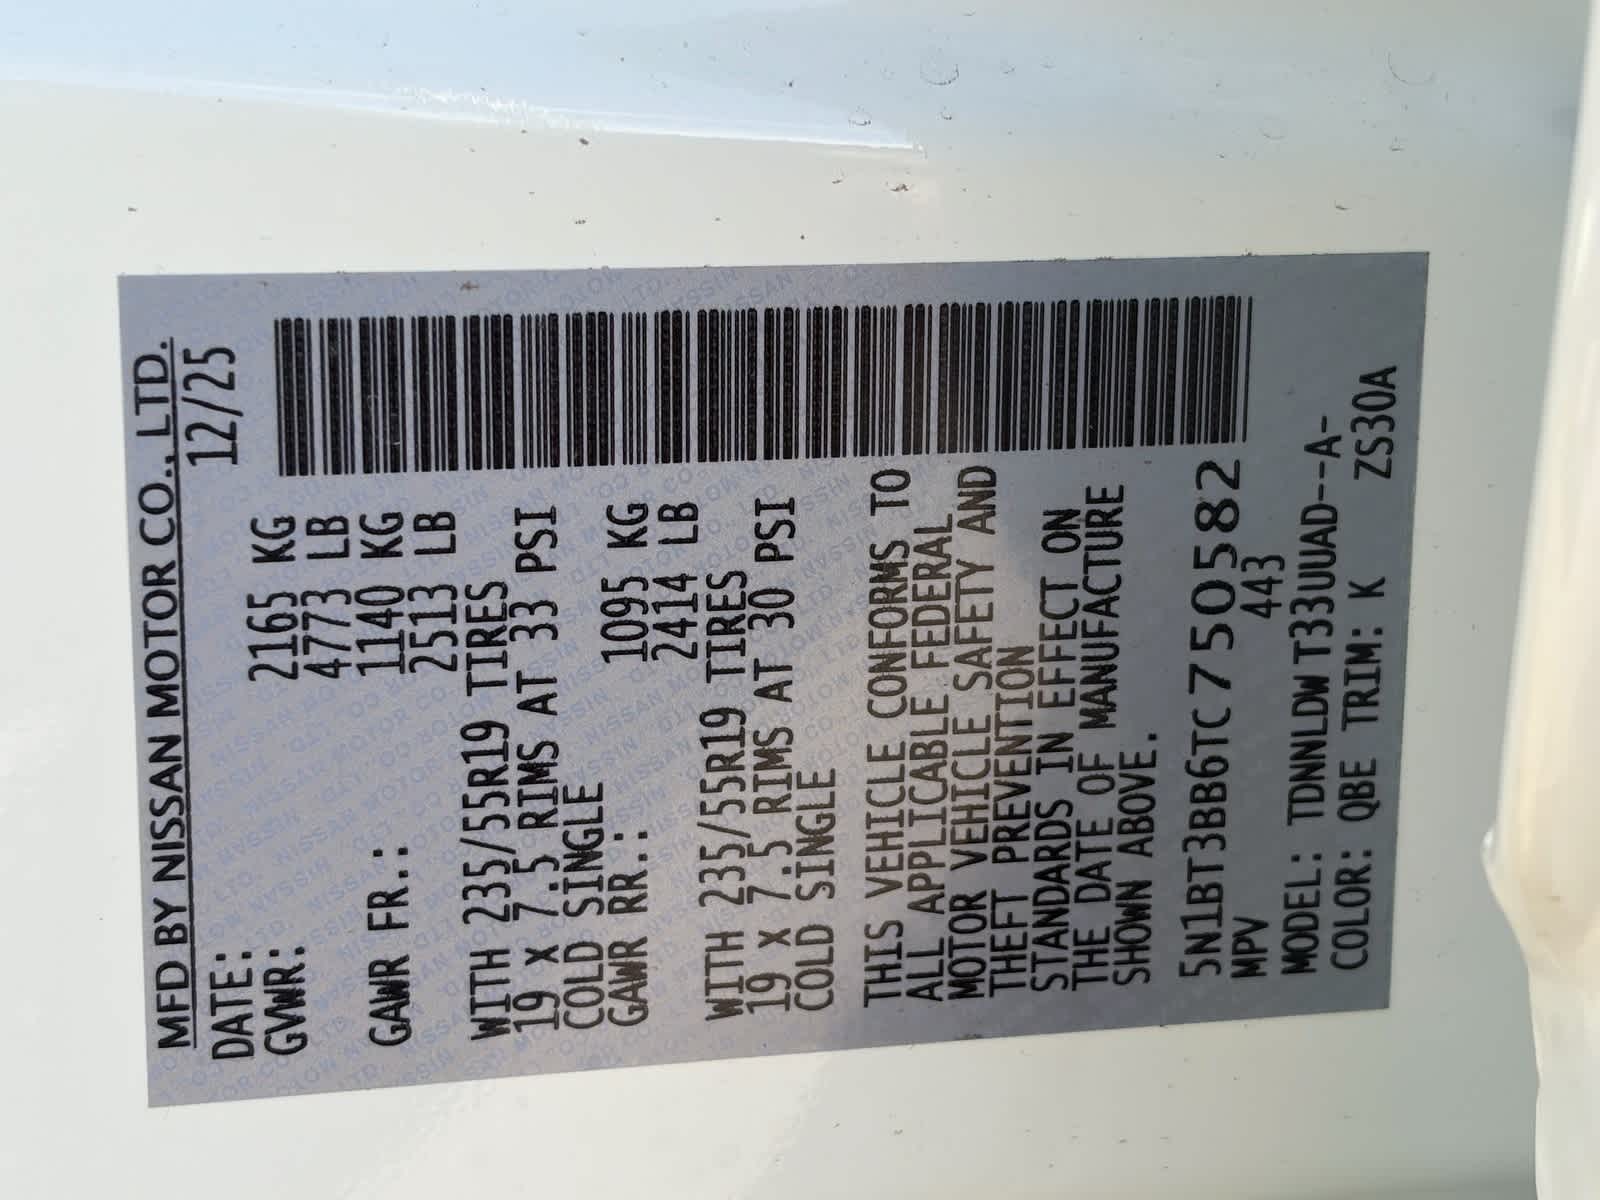 MFD BY NISSAN MOTOR CO., LTD.
DATE: 12/25
GVWR: 2165 KG
4773 LB
GAWR FR.: 1140 KG
2513 LB
WITH 235/55R19 TIRES
19 X 7.5 RIMS AT 33 PSI
COLD SINGLE
GAWR RR.: 1095 KG
2414 LB
WITH 235/55R19 TIRES
19 X 7.5 RIMS AT 30 PSI
COLD SINGLE
THIS VEHICLE CONFORMS TO
ALL APPLICABLE FEDERAL
MOTOR VEHICLE SAFETY AND
THEFT PREVENTION
STANDARDS IN EFFECT ON
THE DATE OF MANUFACTURE
SHOWN ABOVE.
5N1BT3BB6TC750582
MPV 443
MODEL: TDNNLDWT33UUAD--A-
COLOR: QBE TRIM: K ZS30A